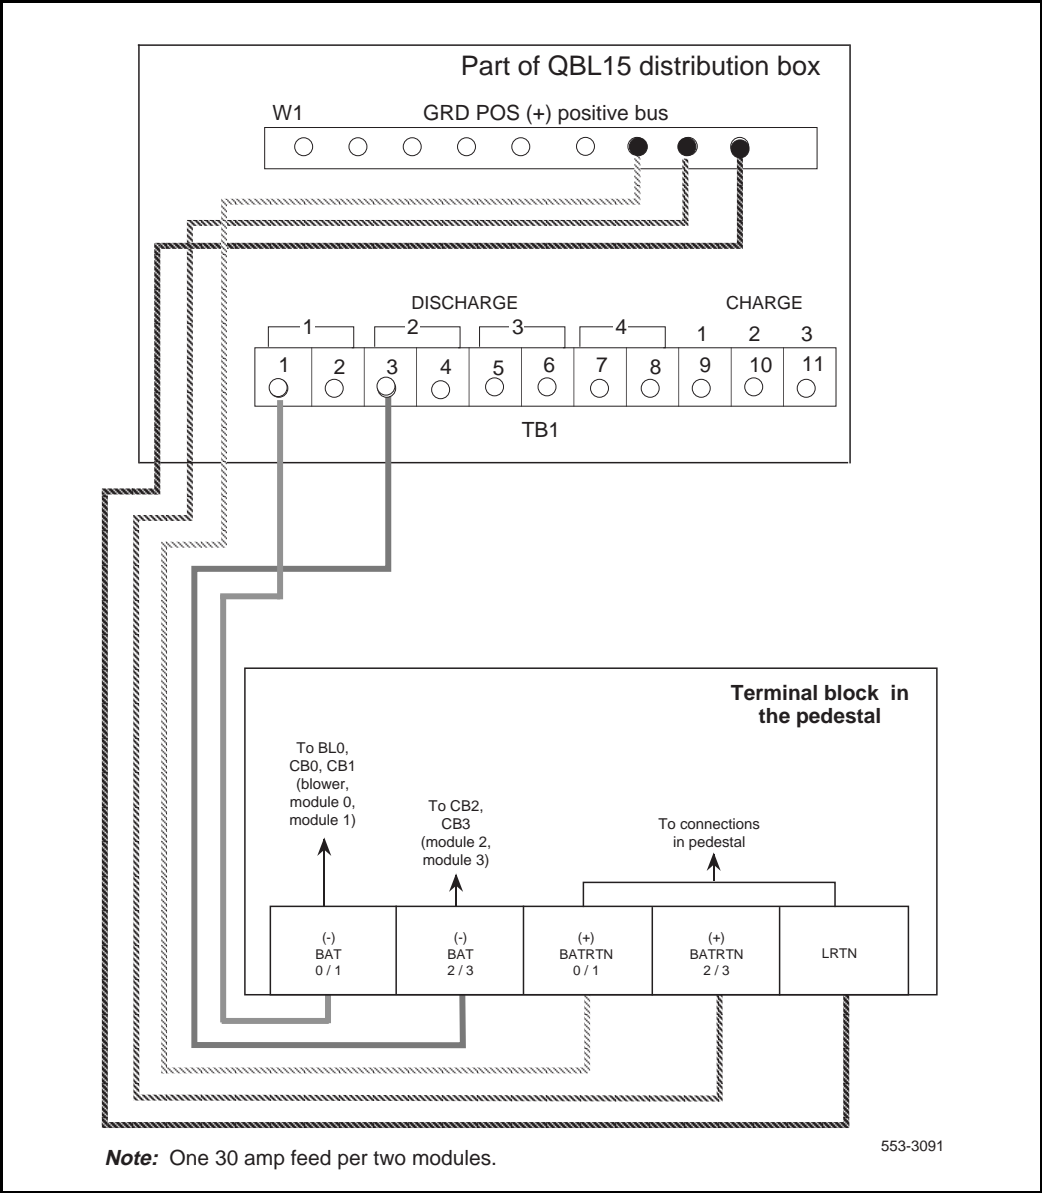 Part of QBL15 distribution box
W1 GRD POS (+) positive bus
DISCHARGE CHARGE
1 2 3 4 1 2 3
1 2 3 4 5 6 7 8 9 10 11
TB1
Terminal block in
the pedestal
To BL0,
CB0, CB1
(blower,
module 0,
module 1)
To CB2,
CB3
(module 2,
module 3)
To connections
in pedestal
(-)
BAT
0 / 1
(-)
BAT
2 / 3
(+)
BATRTN
0 / 1
(+)
BATRTN
2 / 3
LRTN
553-3091
Note: One 30 amp feed per two modules.